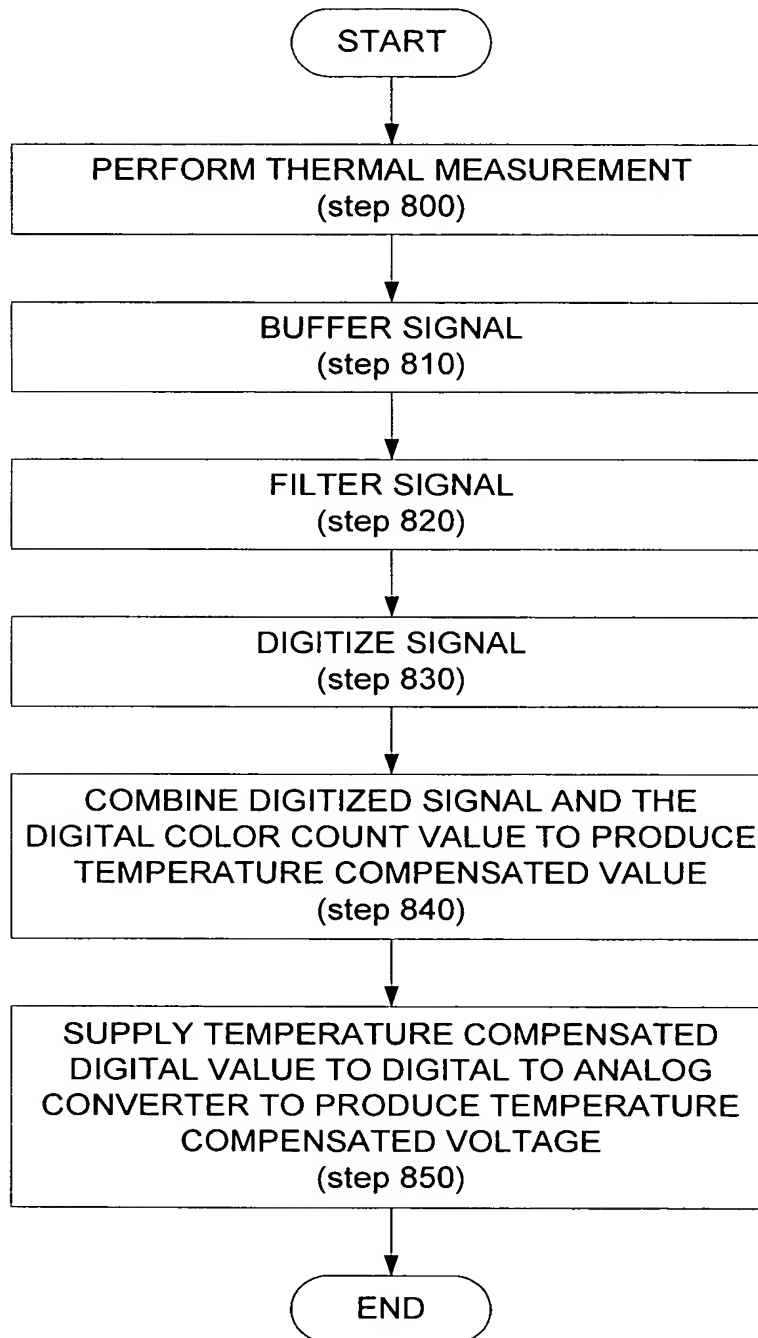 START
PERFORM THERMAL MEASUREMENT
(step 800)
BUFFER SIGNAL
(step 810)
FILTER SIGNAL
(step 820)
DIGITIZE SIGNAL
(step 830)
COMBINE DIGITIZED SIGNAL AND THE
DIGITAL COLOR COUNT VALUE TO PRODUCE
TEMPERATURE COMPENSATED VALUE
(step 840)
SUPPLY TEMPERATURE COMPENSATED
DIGITAL VALUE TO DIGITAL TO ANALOG
CONVERTER TO PRODUCE TEMPERATURE
COMPENSATED VOLTAGE
(step 850)
END